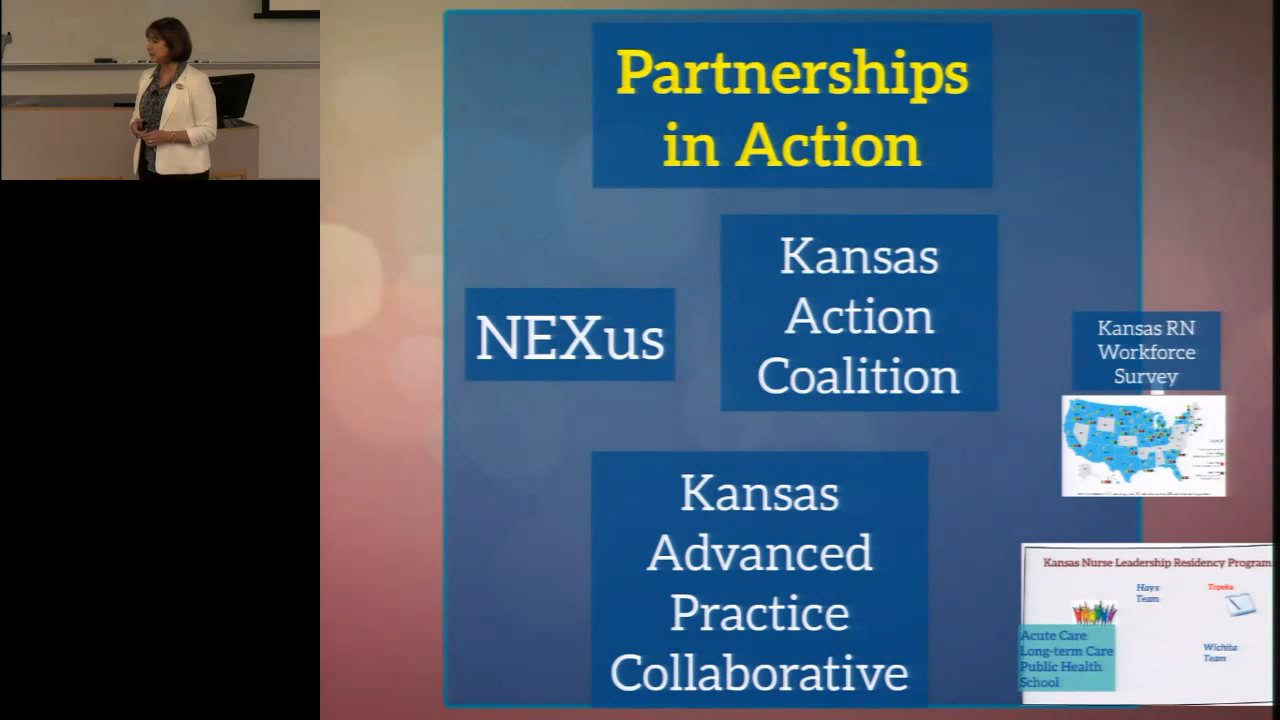 Partnerships
in Action
NEXus
Kansas
Action
Coalition
Kansas RN
Workforce
Survey
Kansas
Advanced
Practice
Collaborative
Kansas Nurse Leadership Residency Program
Hays
Team
Topeka
Acute Care
Long-term Care
Public Health
School
Wichita
Team